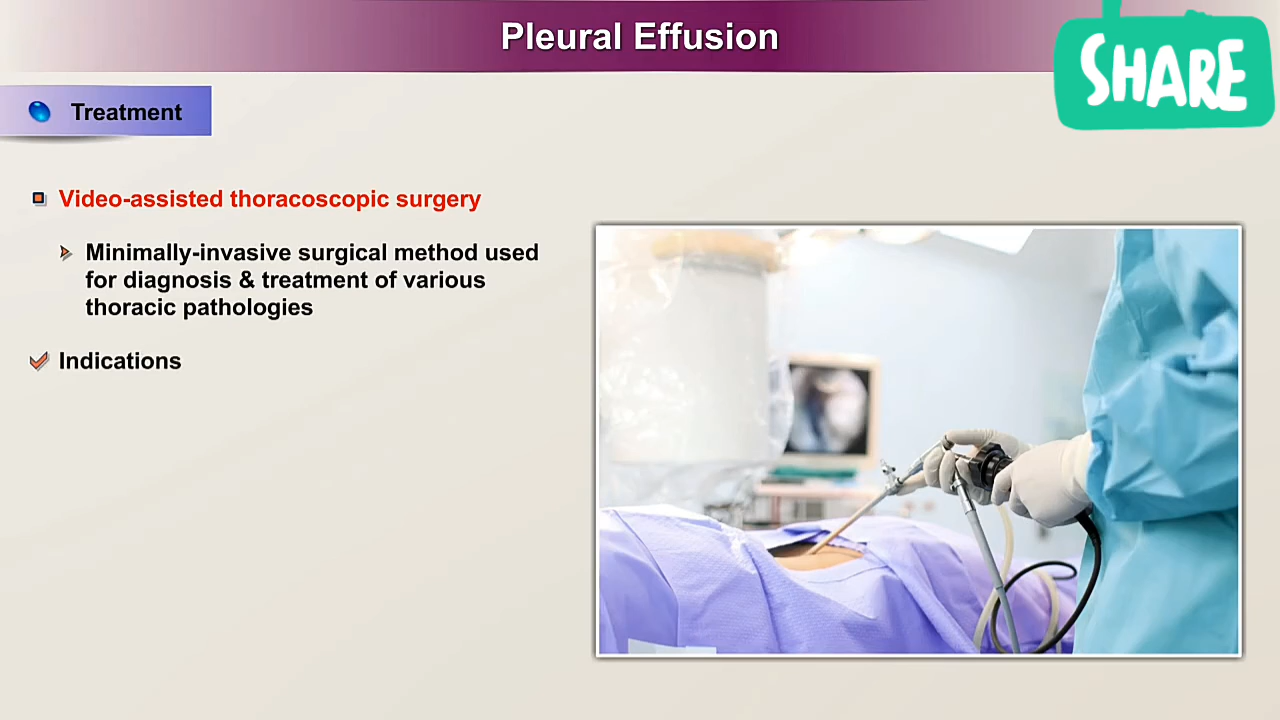 Pleural Effusion
SHARE
Treatment
Video-assisted thoracoscopic surgery
Minimally-invasive surgical method used
for diagnosis & treatment of various
thoracic pathologies
Indications